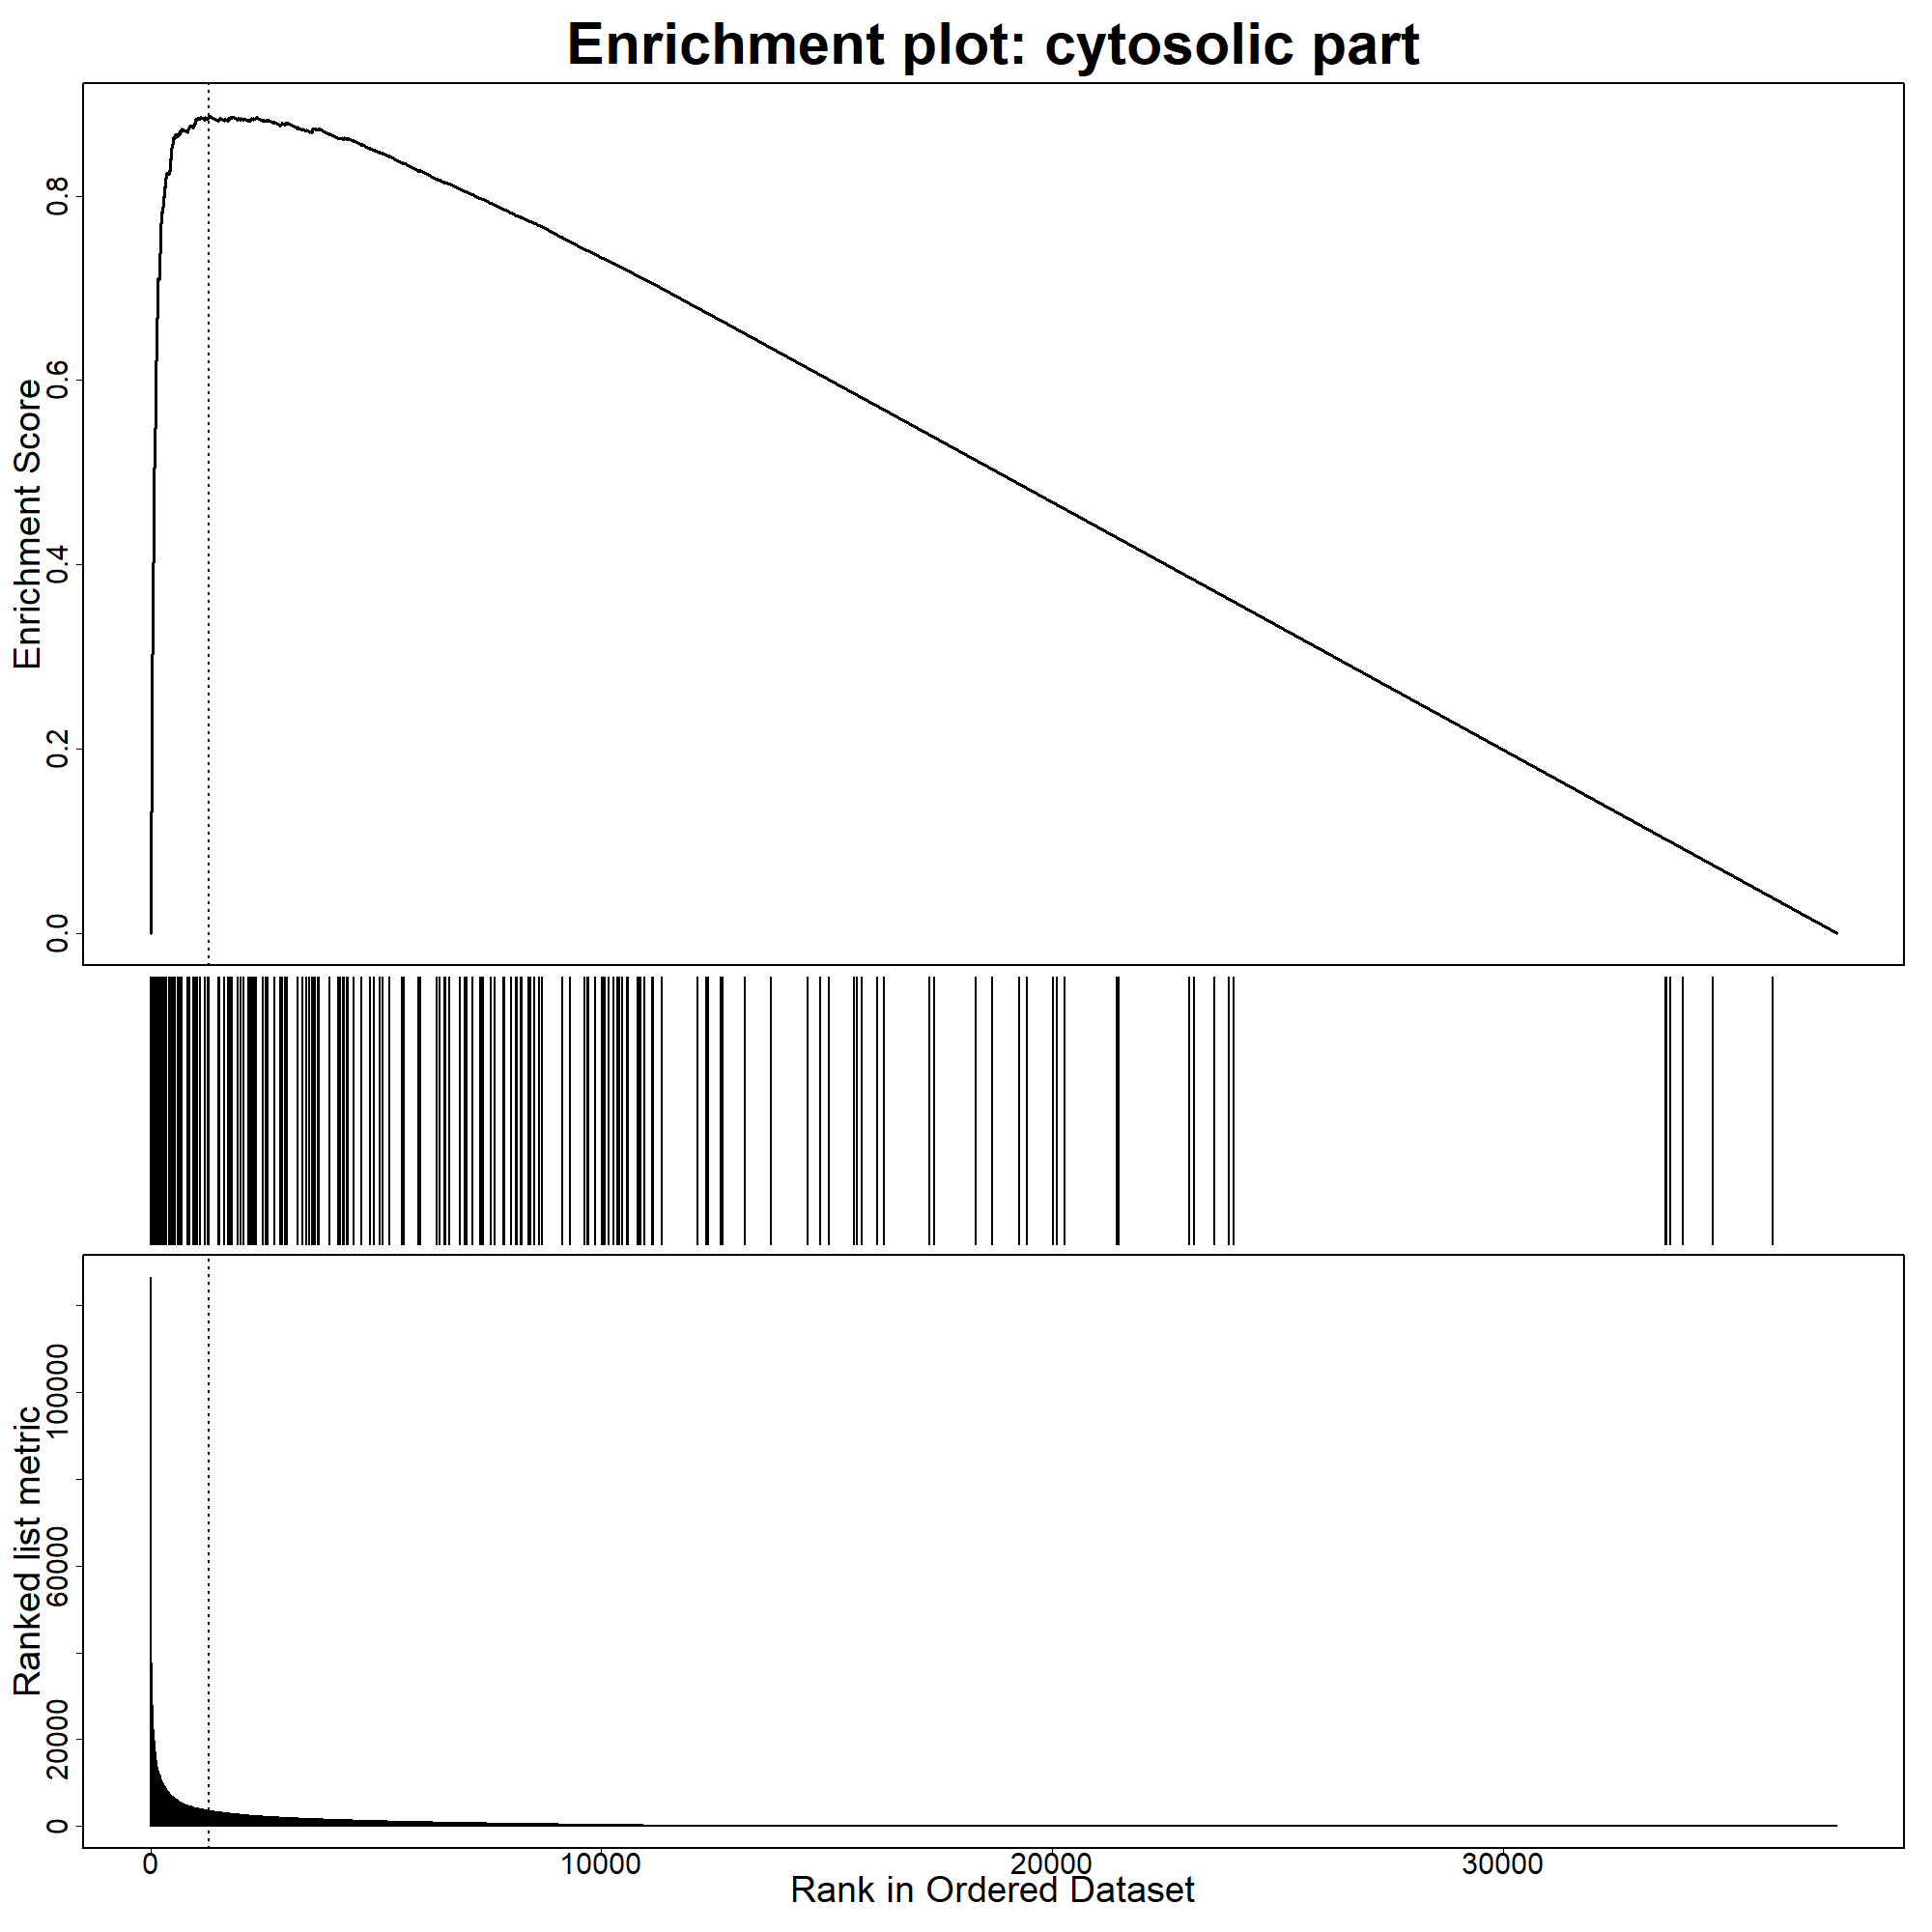 Enrichment plot: cytosolic part
Enrichment Score
0.8
0.6
0.4
0.2
0.0
Ranked list metric
100000
60000
20000
0
0 10000 20000 30000
Rank in Ordered Dataset